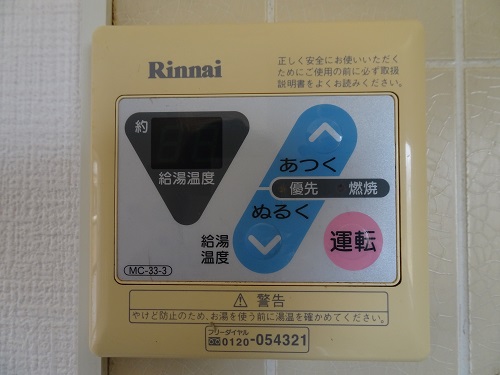 Rinnai
正しく安全にお使いいただく
ためにご使用の前に必ず取扱
説明書をよくお読みください。
約
給湯温度
あつく
優先 燃焼
ぬるく
給湯
温度
運転
MC-33-3
警告
やけど防止のため、お湯を使う前に湯温を確かめてください。
フリーダイヤル
0120-054321